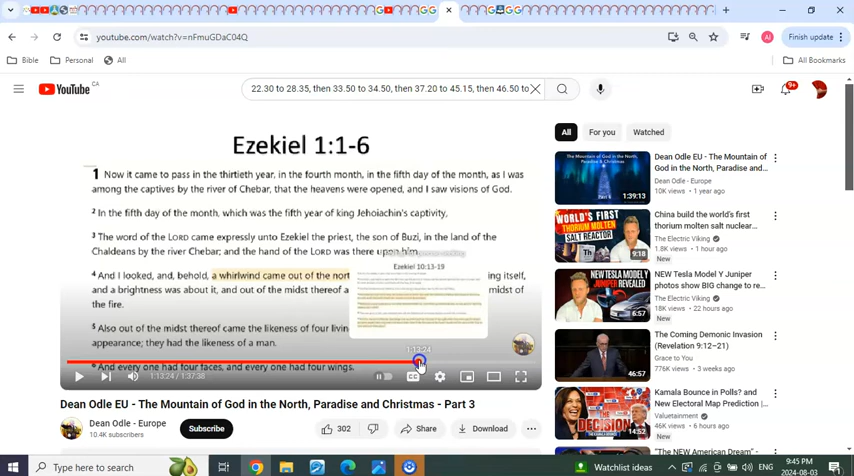 youtube.com/watch?v=nFmuGDaC04Q
Finish update
Bible
Personal
All
All Bookmarks
YouTube CA
22.30 to 28.35, then 33.50 to 34.50, then 37.20 to 45.15, then 46.50 to
9+
Ezekiel 1:1-6
1 Now it came to pass in the thirtieth year, in the fourth month, in the fifth day of the month, as I was
among the captives by the river of Chebar, that the heavens were opened, and I saw visions of God.
2 In the fifth day of the month, which was the fifth year of king Jehoiachin's captivity,
3 The word of the LORD came expressly unto Ezekiel the priest, the son of Buzi, in the land of the
Chaldeans by the river Chebar; and the hand of the LORD was there upon him.
4 And I looked, and, behold, a whirlwind came out of the nort
ing itself,
and a brightness was about it, and out of the midst thereof a
midst of
the fire.
5 Also out of the midst thereof came the likeness of four livin
appearance; they had the likeness of a man.
6 And every one had four faces, and every one had four wings.
Ezekiel 10:13-19
1:13:24
1:13:24 / 1:37:38
CC
Dean Odle EU - The Mountain of God in the North, Paradise and Christmas - Part 3
Dean Odle - Europe
10.4K subscribers
Subscribe
302
Share
Download
All
For you
Watched
Dean Odle EU - The Mountain of
God in the North, Paradise and...
Dean Odle - Europe
10K views • 1 year ago
1:39:13
China build the world's first
thorium molten salt nuclear...
The Electric Viking
1.8K views • 1 hour ago
New
WORLD'S FIRST
THORIUM MOLTEN
SALT REACTOR
Th
9:18
NEW Tesla Model Y Juniper
photos show BIG change to re...
The Electric Viking
18K views • 22 hours ago
New
NEW TESLA
MODEL Y
JUNIPER
6:57
The Coming Demonic Invasion
(Revelation 9:12–21)
Grace to You
776K views • 3 weeks ago
46:57
Kamala Bounce in Polls? and
New Electoral Map Prediction |...
Valuetainment
46K views • 6 hours ago
New
THE
DECISION
14:52
"The NEW American Dream" -
Type here to search
Watchlist ideas
9:45 PM
2024-08-03